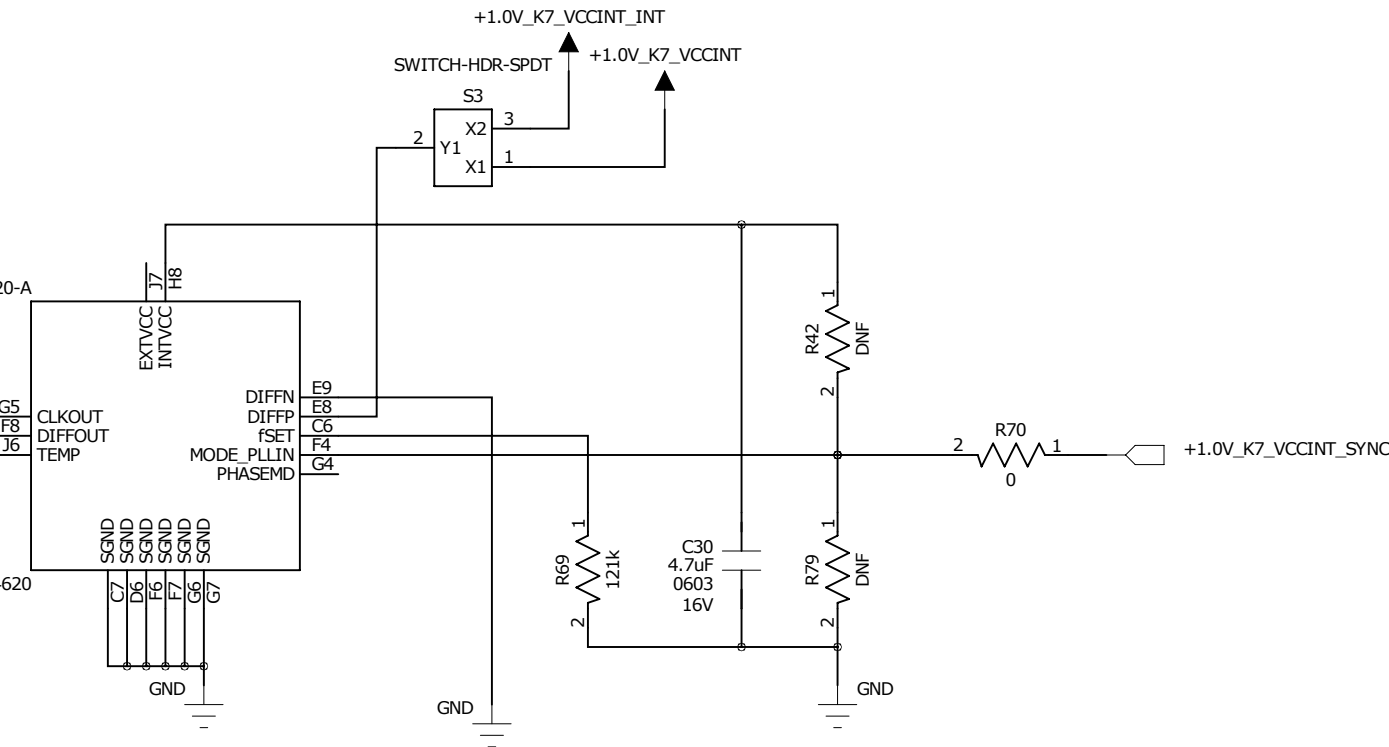 +1.0V_K7_VCCINT_INT
+1.0V_K7_VCCINT
SWITCH-HDR-SPDT
S3
2
Y1
X2
3
X1
1
J7
H8
20-A
EXTVCC
INTVCC
1
R42
DNF
2
G5
CLKOUT
F8
DIFFOUT
J6
TEMP
DIFFN
E9
DIFFP
E8
fSET
C6
MODE_PLLIN
F4
PHASEMD
G4
2
R70
1
0
+1.0V_K7_VCCINT_SYNC
SGND
SGND
SGND
SGND
SGND
SGND
C7
D6
F6
F7
G6
G7
4620
1
R69
121k
2
C30
4.7uF
0603
16V
1
R79
DNF
2
GND
GND
GND